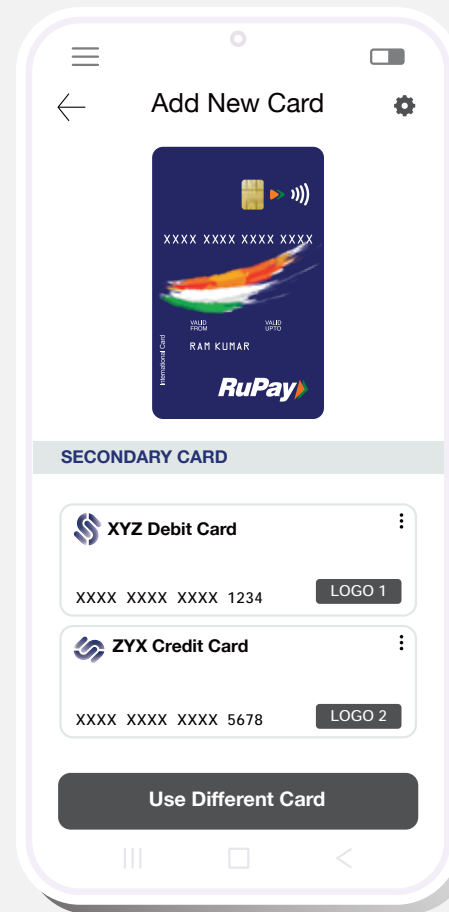 Add New Card
XXXX XXXX XXXX XXXX
VALID FROM
VALID UPTO
RAM KUMAR
International Card
RuPay
SECONDARY CARD
XYZ Debit Card
XXXX XXXX XXXX 1234
LOGO 1
ZYX Credit Card
XXXX XXXX XXXX 5678
LOGO 2
Use Different Card